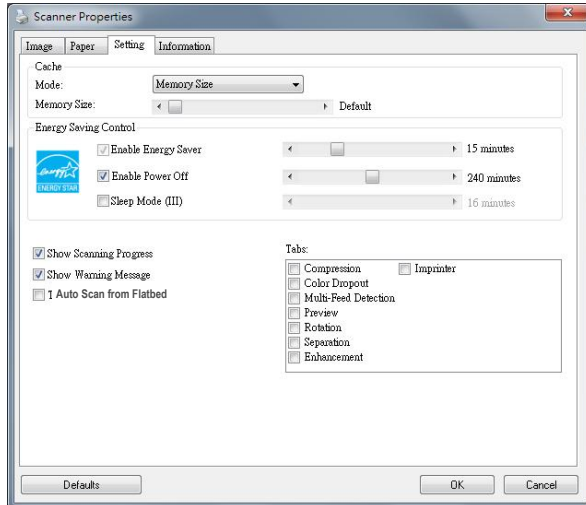 Scanner Properties
Image Paper Setting Information
Cache
Mode: Memory Size
Memory Size: Default
Energy Saving Control
Enable Energy Saver 15 minutes
Enable Power Off 240 minutes
Sleep Mode (III) 16 minutes
ENERGY STAR
Show Scanning Progress
Show Warning Message
1 Auto Scan from Flatbed
Tabs:
Compression Imprinter
Color Dropout
Multi-Feed Detection
Preview
Rotation
Separation
Enhancement
Defaults OK Cancel